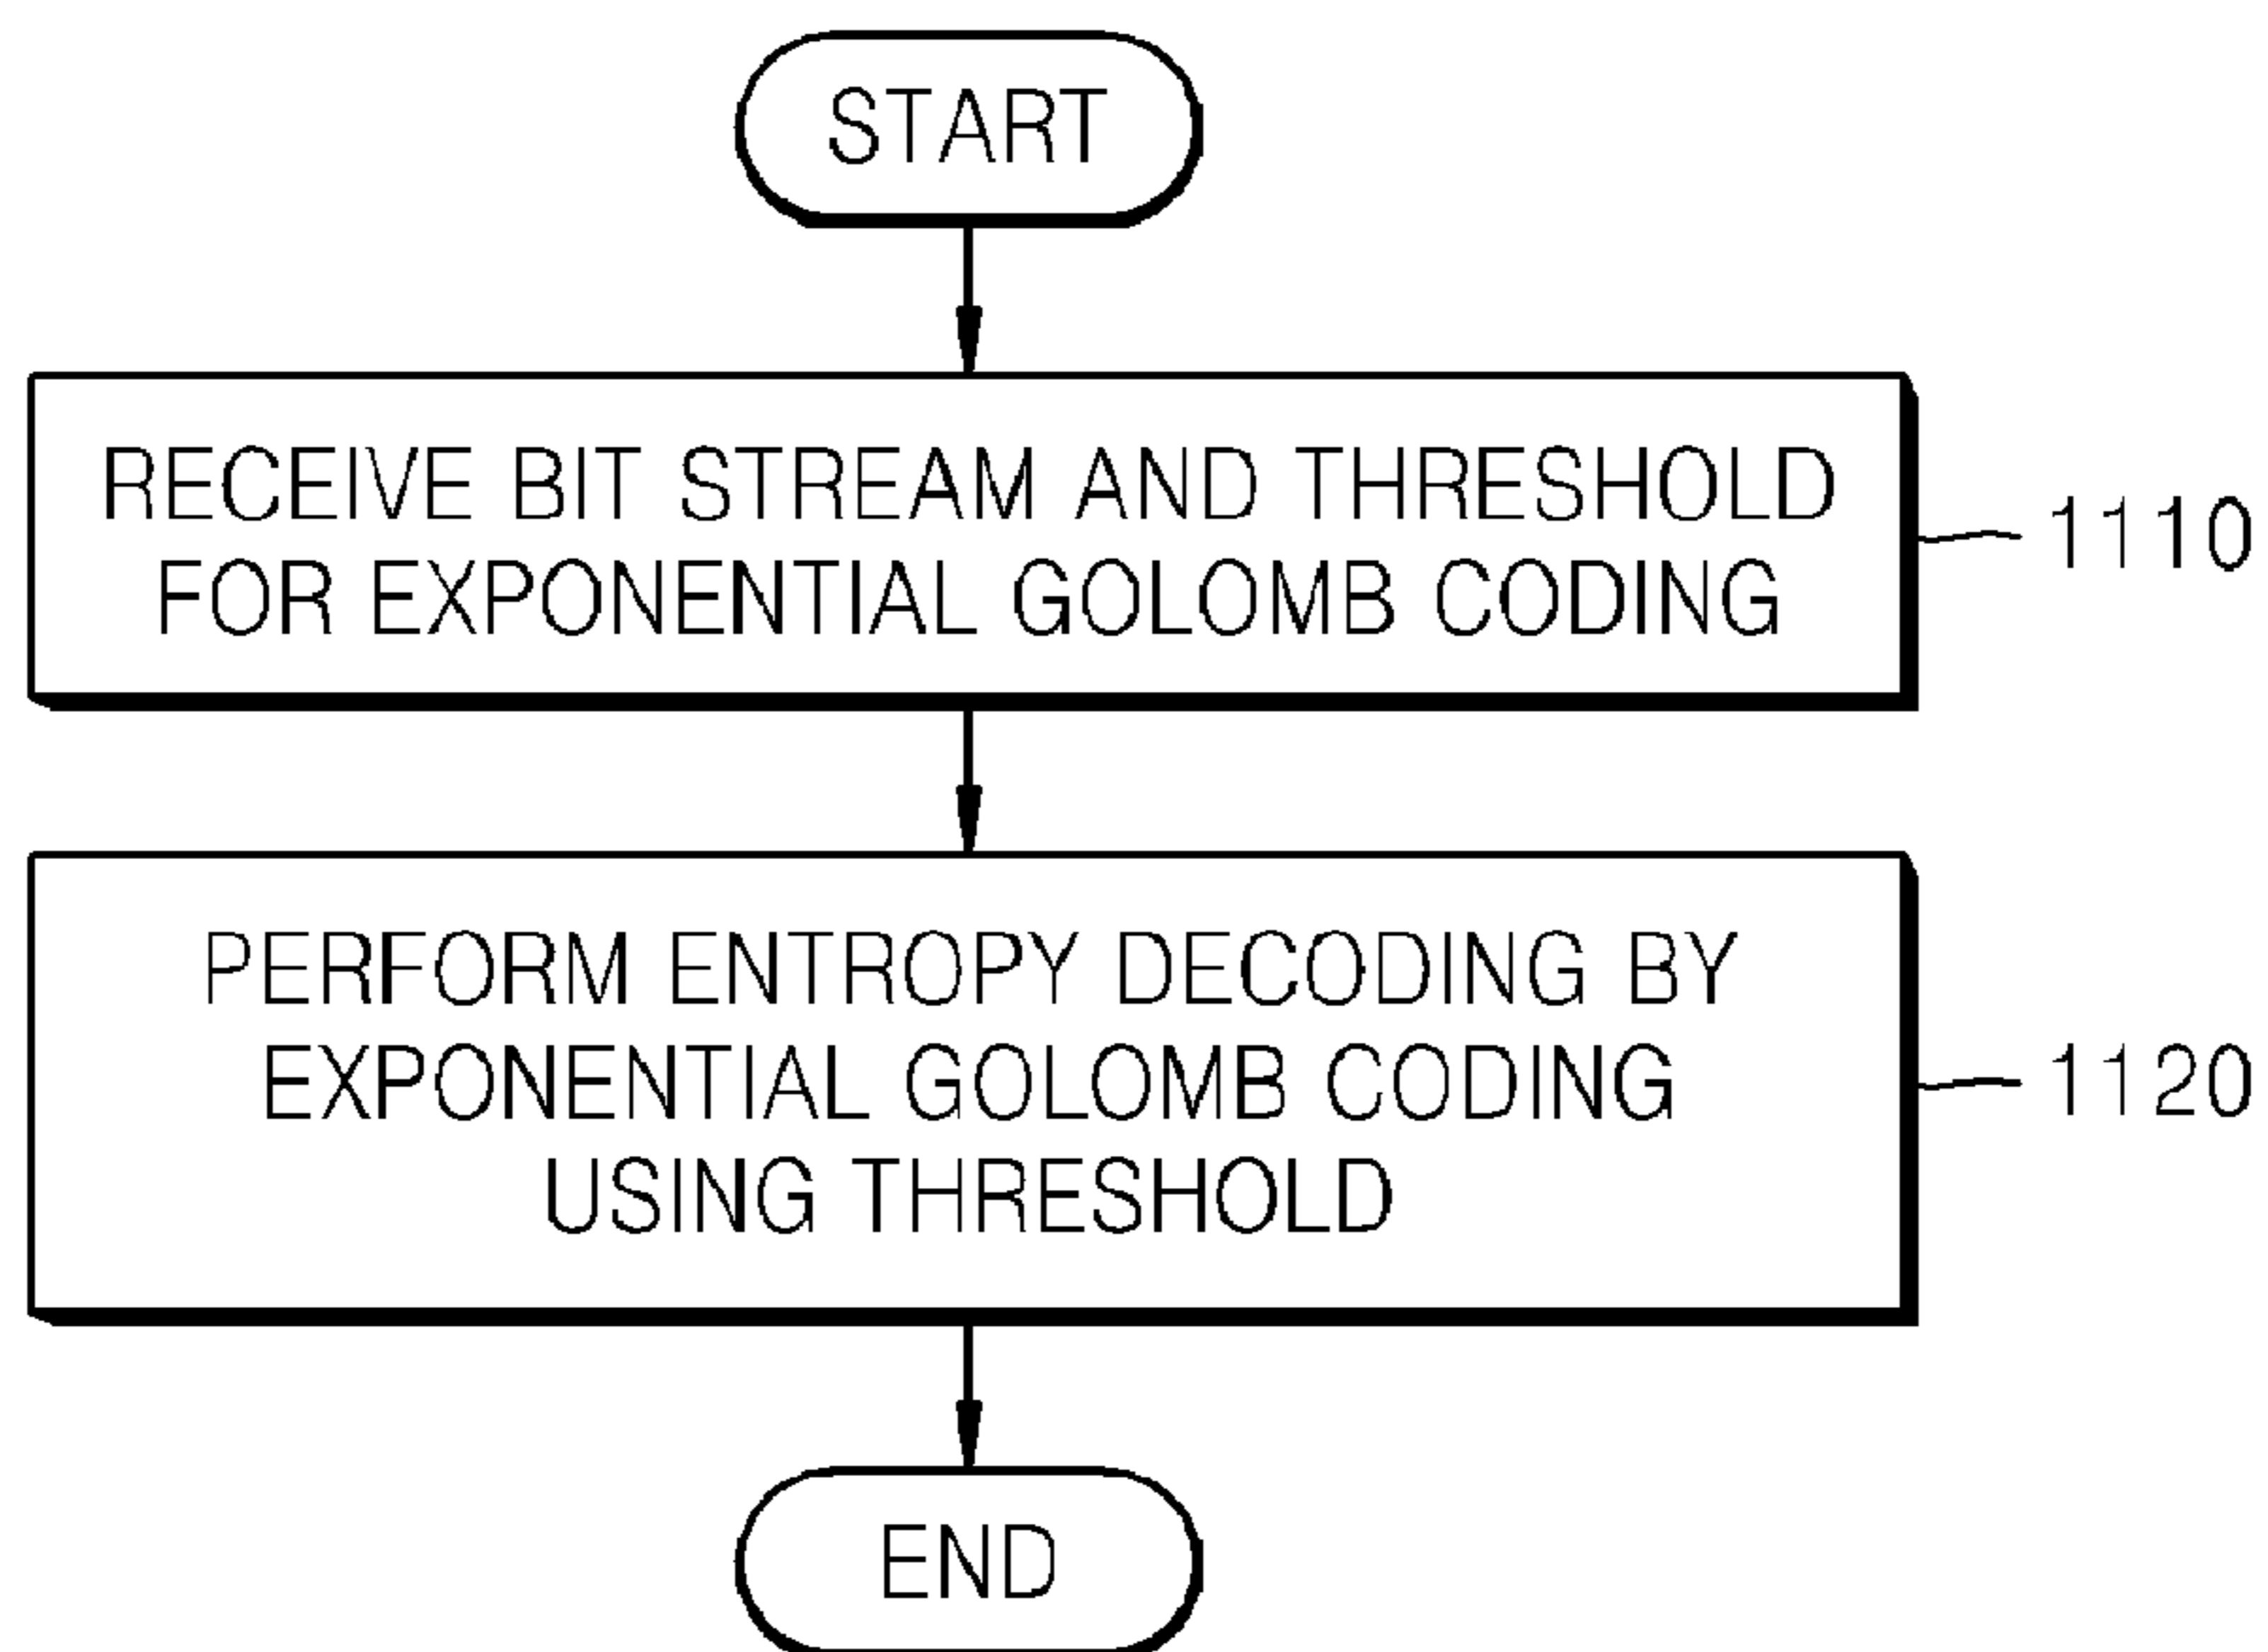 START
RECEIVE BIT STREAM AND THRESHOLD
FOR EXPONENTIAL GOLOMB CODING
1110
PERFORM ENTROPY DECODING BY
EXPONENTIAL GOLOMB CODING
USING THRESHOLD
1120
END